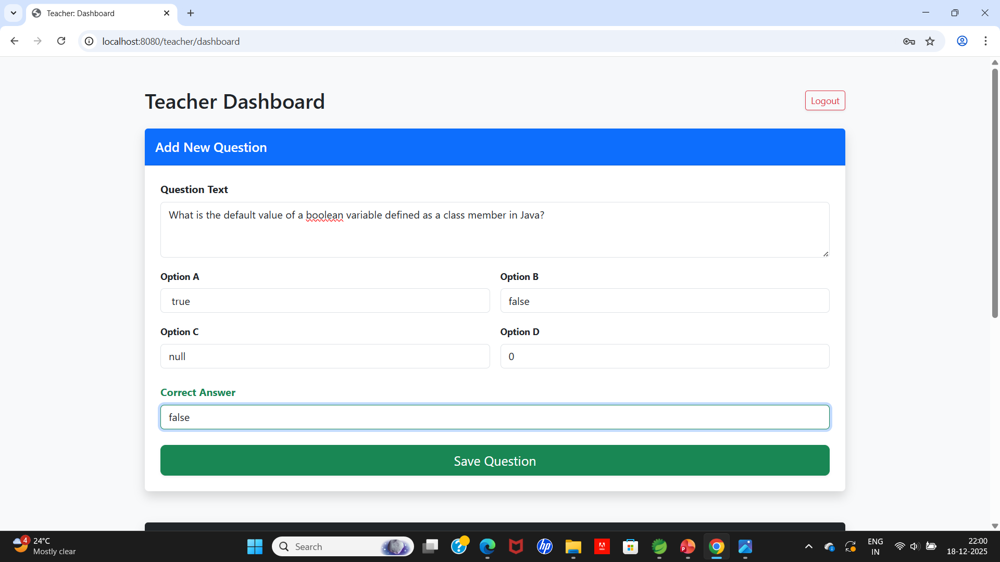 Teacher: Dashboard
localhost:8080/teacher/dashboard
Teacher Dashboard
Logout
Add New Question
Question Text
What is the default value of a boolean variable defined as a class member in Java?
Option A
Option B
true
false
Option C
Option D
null
0
Correct Answer
false
Save Question
4
24°C
Mostly clear
Search
hp
P
ENG
IN
22:00
18-12-2025